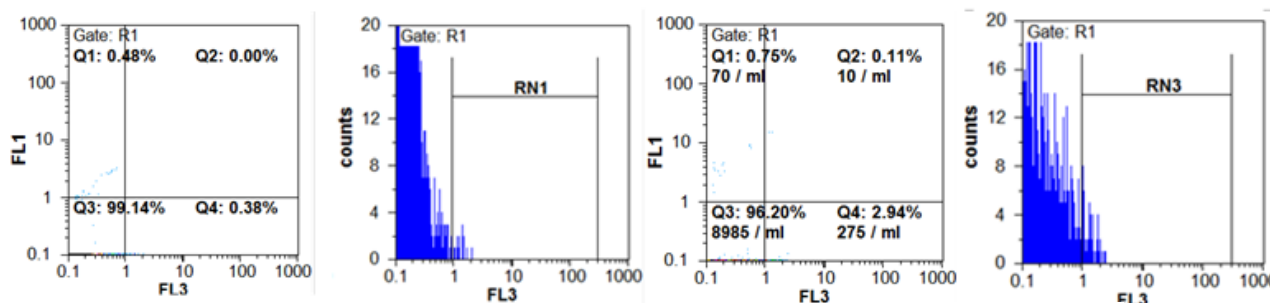 1000
100
10
1
0.1
FL1
Gate: R1
Q1: 0.48% Q2: 0.00%
Q3: 99.14% Q4: 0.38%
0.1 1 10 100 1000
FL3
20
16
12
8
4
0
counts
Gate: R1
RN1
0.1 1 10 100 1000
FL3
1000
100
10
1
0.1
FL1
Gate: R1
Q1: 0.75% Q2: 0.11%
70 / ml 10 / ml
Q3: 96.20% Q4: 2.94%
8985 / ml 275 / ml
0.1 1 10 100 1000
FL3
20
16
12
8
4
0
counts
Gate: R1
RN3
0.1 1 10 100 1000
FL3